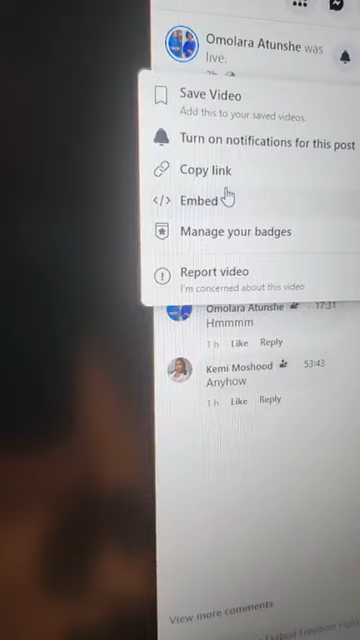 Omolara Atunshe was
live.
Save Video
Add this to your saved videos.
Turn on notifications for this post
Copy link
</> Embed
Manage your badges
Report video
I'm concerned about this video
Omolara Atunshe 17:31
Hmmmm
1 h Like Reply
Kemi Moshood 53:43
Anyhow
1 h Like Reply
View more comments